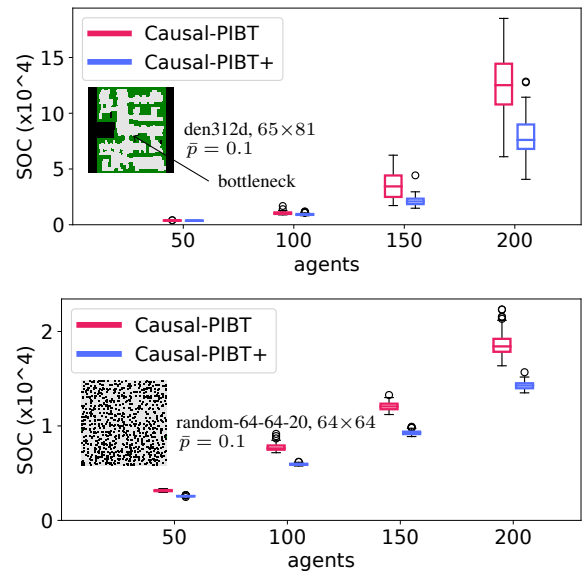 SOC (x10^4)
15
10
5
0
Causal-PIBT
Causal-PIBT+
den312d, 65×81
p̄ = 0.1
bottleneck
50 100 150 200
agents
SOC (x10^4)
2
1
0
Causal-PIBT
Causal-PIBT+
random-64-64-20, 64×64
p̄ = 0.1
50 100 150 200
agents